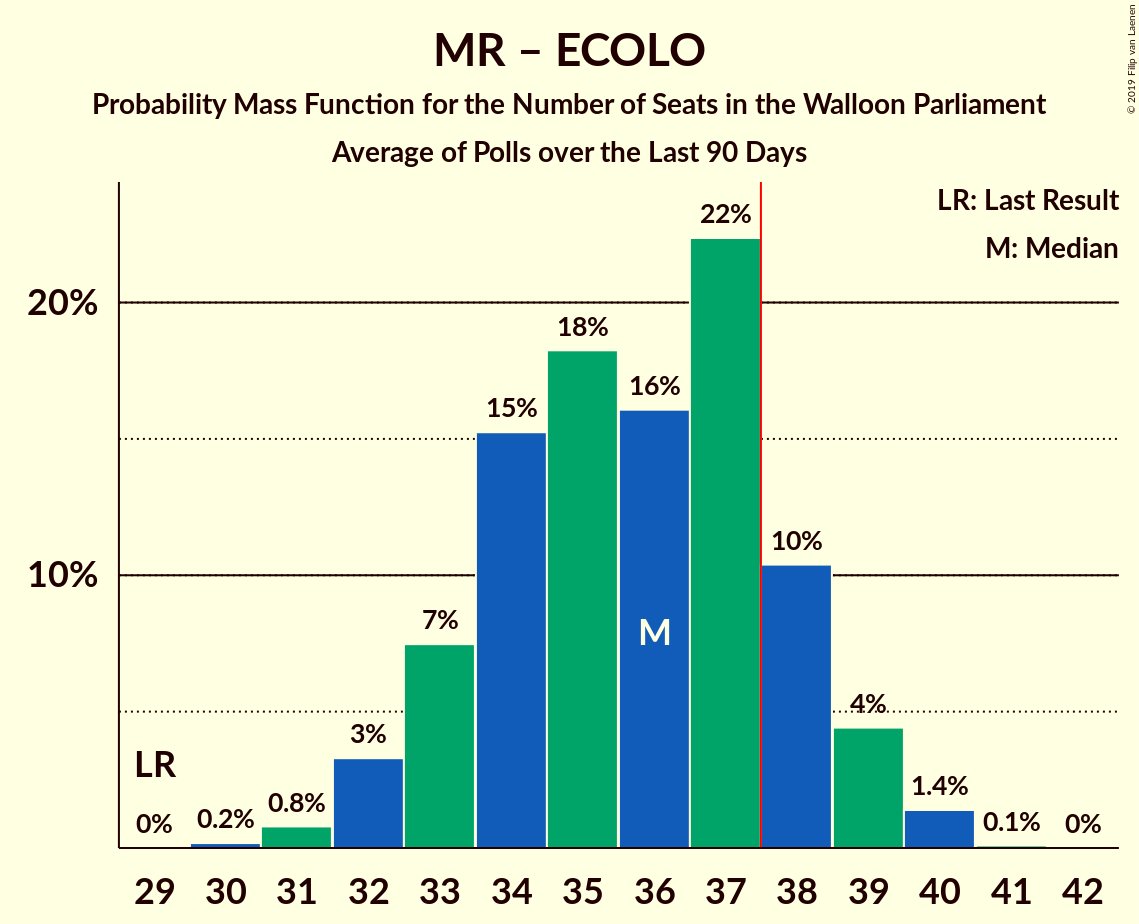 MR – ECOLO
Probability Mass Function for the Number of Seats in the Walloon Parliament
Average of Polls over the Last 90 Days
© 2019 Filip van Laenen
LR: Last Result
M: Median
20%
10%
22%
18%
16%
15%
10%
7%
4%
3%
1.4%
0.8%
0.2%
0.1%
0%
0%
LR
M
29 30 31 32 33 34 35 36 37 38 39 40 41 42